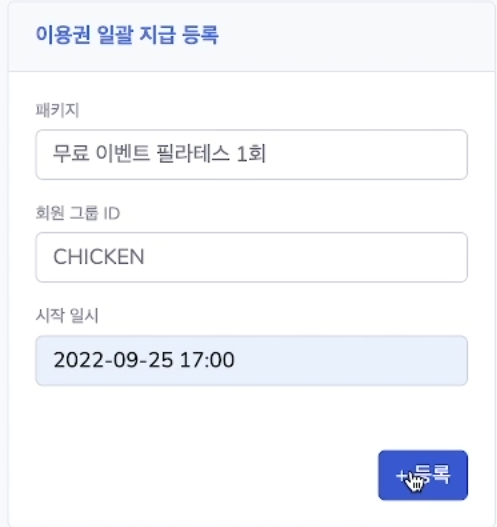 이용권 일괄 지급 등록
패키지
무료 이벤트 필라테스 1회
회원 그룹 ID
CHICKEN
시작 일시
2022-09-25 17:00
+ 등록